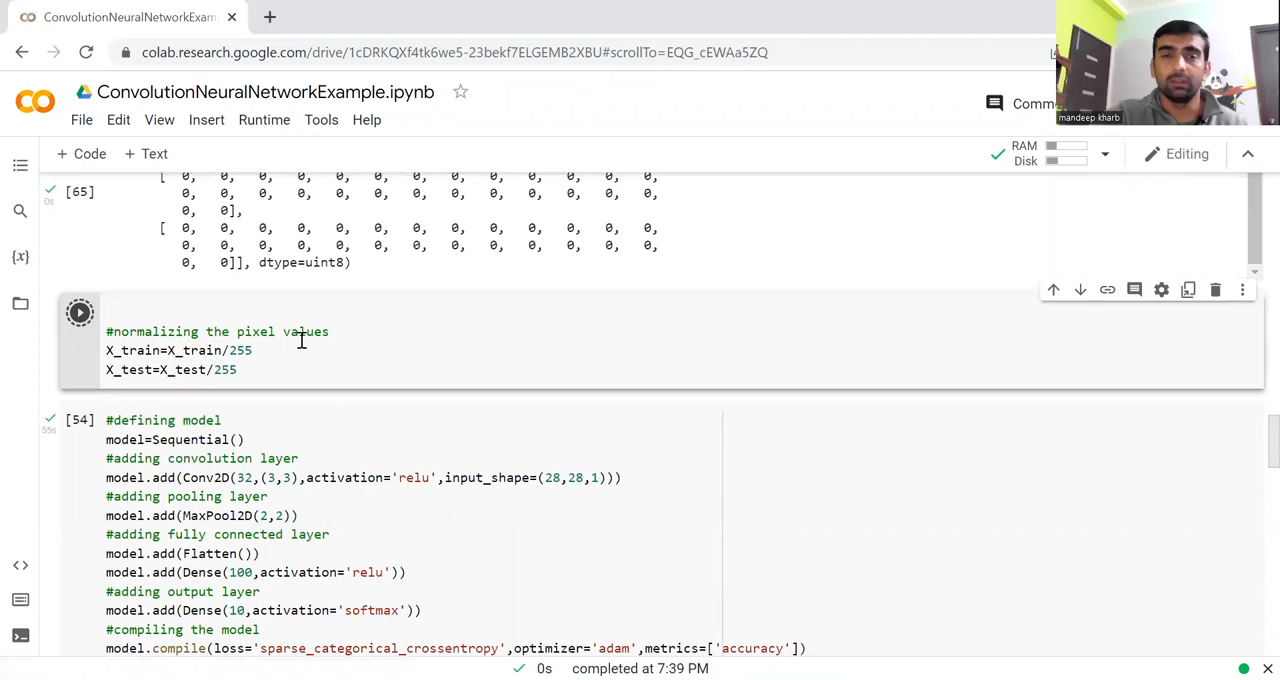 ConvolutionNeuralNetworkExam
colab.research.google.com/drive/1cDRKQXf4tk6we5-23bekf7ELGEMB2XBU#scrollTo=EQG_cEWAa5ZQ
mandeep kharb
ConvolutionNeuralNetworkExample.ipynb
Comm
File Edit View Insert Runtime Tools Help
+ Code + Text
RAM
Disk
Editing
[65]
0s
[ 0, 0, 0, 0, 0, 0, 0, 0, 0, 0, 0,
0, 0, 0, 0, 0, 0, 0, 0, 0, 0, 0,
0, 0],
[ 0, 0, 0, 0, 0, 0, 0, 0, 0, 0, 0,
0, 0, 0, 0, 0, 0, 0, 0, 0, 0, 0,
0, 0]], dtype=uint8)
#normalizing the pixel values
X_train=X_train/255
X_test=X_test/255
[54]
55s
#defining model
model=Sequential()
#adding convolution layer
model.add(Conv2D(32,(3,3),activation='relu',input_shape=(28,28,1)))
#adding pooling layer
model.add(MaxPool2D(2,2))
#adding fully connected layer
model.add(Flatten())
model.add(Dense(100,activation='relu'))
#adding output layer
model.add(Dense(10,activation='softmax'))
#compiling the model
model.compile(loss='sparse_categorical_crossentropy',optimizer='adam',metrics=['accuracy'])
0s completed at 7:39 PM